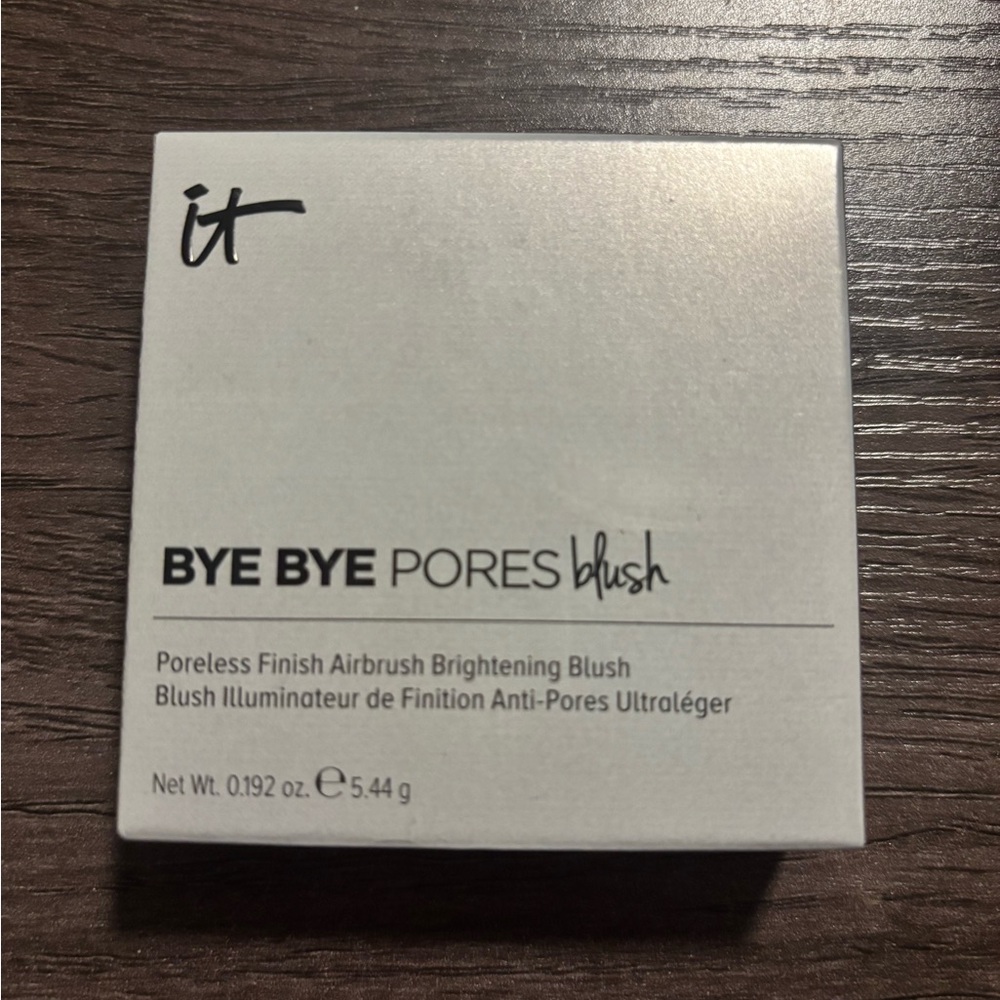 it
BYE BYE PORES blush
Poreless Finish Airbrush Brightening Blush
Blush Illuminateur de Finition Anti-Pores Ultraléger
Net Wt. 0.192 oz. ℮ 5.44 g